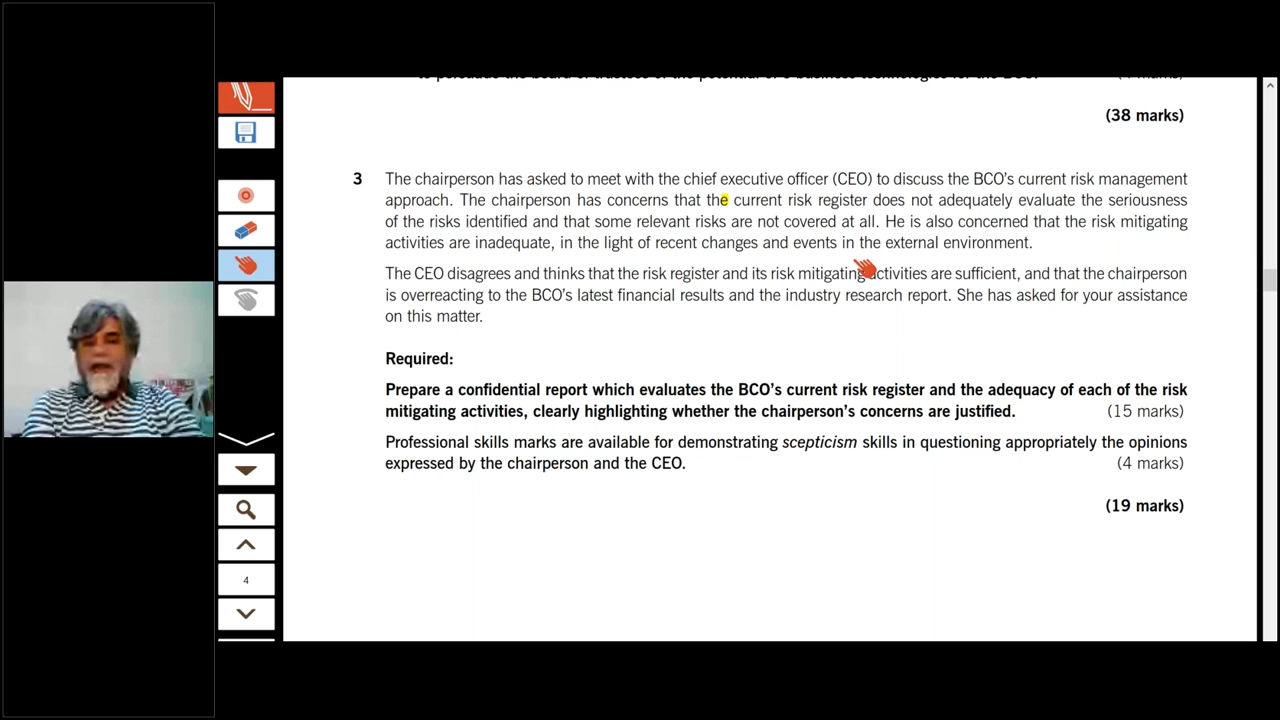 (38 marks)
3 The chairperson has asked to meet with the chief executive officer (CEO) to discuss the BCO's current risk management
approach. The chairperson has concerns that the current risk register does not adequately evaluate the seriousness
of the risks identified and that some relevant risks are not covered at all. He is also concerned that the risk mitigating
activities are inadequate, in the light of recent changes and events in the external environment.
The CEO disagrees and thinks that the risk register and its risk mitigating activities are sufficient, and that the chairperson
is overreacting to the BCO's latest financial results and the industry research report. She has asked for your assistance
on this matter.
Required:
Prepare a confidential report which evaluates the BCO's current risk register and the adequacy of each of the risk
mitigating activities, clearly highlighting whether the chairperson's concerns are justified. (15 marks)
Professional skills marks are available for demonstrating scepticism skills in questioning appropriately the opinions
expressed by the chairperson and the CEO. (4 marks)
(19 marks)
4